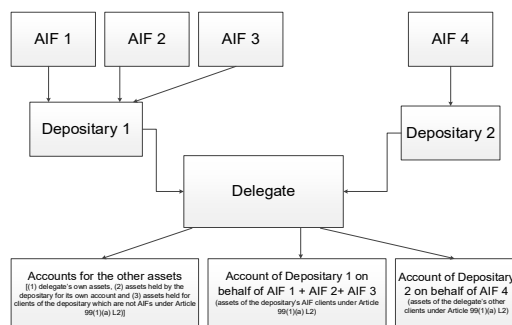 AIF 1
AIF 2
AIF 3
AIF 4
Depositary 1
Depositary 2
Delegate
Accounts for the other assets
[(1) delegate's own assets, (2) assets held by the
depositary for its own account and (3) assets held for
clients of the depositary which are not AIFs under Article
99(1)(a) L2)]
Account of Depositary 1 on
behalf of AIF 1 + AIF 2+ AIF 3
(assets of the depositary's AIF clients under Article
99(1)(a) L2)
Account of Depositary
2 on behalf of AIF 4
(assets of the delegate's other
clients under Article 99(1)(a) L2)